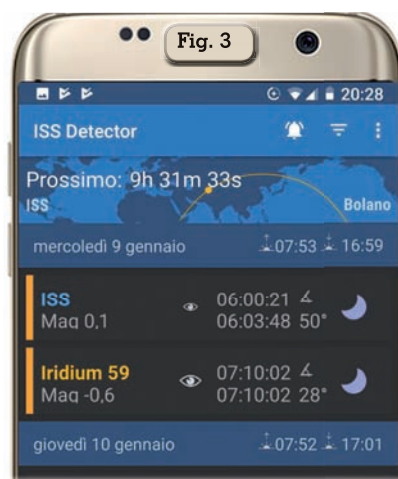 Fig. 3
20:28
ISS Detector
Prossimo: 9h 31m 33s
ISS Bolano
mercoledì 9 gennaio 07:53 16:59
ISS 06:00:21
Mag 0,1 06:03:48 50°
Iridium 59 07:10:02
Mag -0,6 07:10:02 28°
giovedì 10 gennaio 07:52 17:01